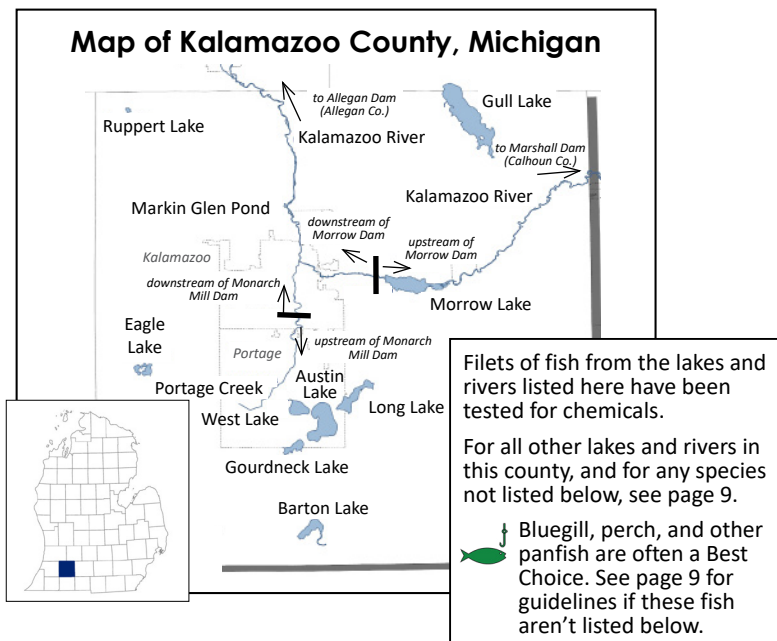 Map of Kalamazoo County, Michigan
to Allegan Dam
(Allegan Co.)
Gull Lake
Ruppert Lake
Kalamazoo River
to Marshall Dam
(Calhoun Co.)
Kalamazoo River
Markin Glen Pond
downstream of
Morrow Dam
upstream of
Morrow Dam
Kalamazoo
downstream of Monarch
Mill Dam
Morrow Lake
Eagle
Lake
Portage
upstream of Monarch
Mill Dam
Portage Creek
Austin
Lake
West Lake
Long Lake
Gourdneck Lake
Barton Lake
Filets of fish from the lakes and
rivers listed here have been
tested for chemicals.
For all other lakes and rivers in
this county, and for any species
not listed below, see page 9.
Bluegill, perch, and other
panfish are often a Best
Choice. See page 9 for
guidelines if these fish
aren’t listed below.